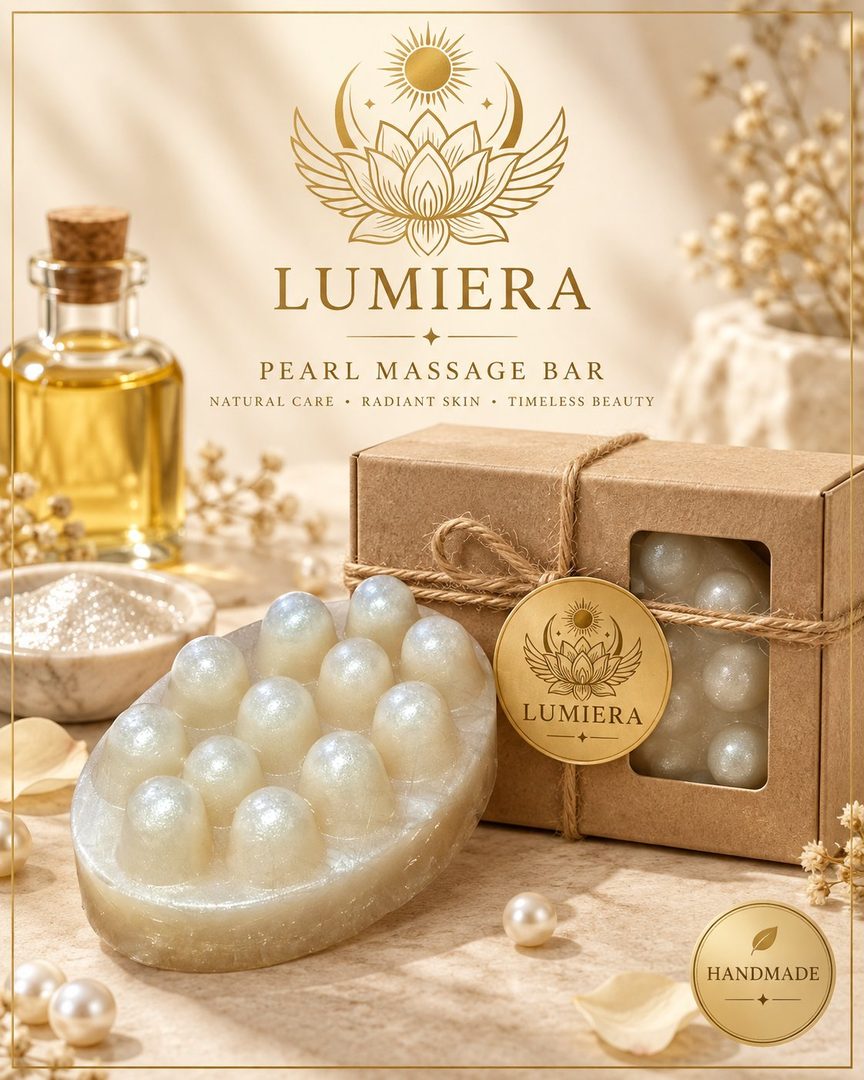 LUMIERA
PEARL MASSAGE BAR
NATURAL CARE • RADIANT SKIN • TIMELESS BEAUTY
LUMIERA
HANDMADE